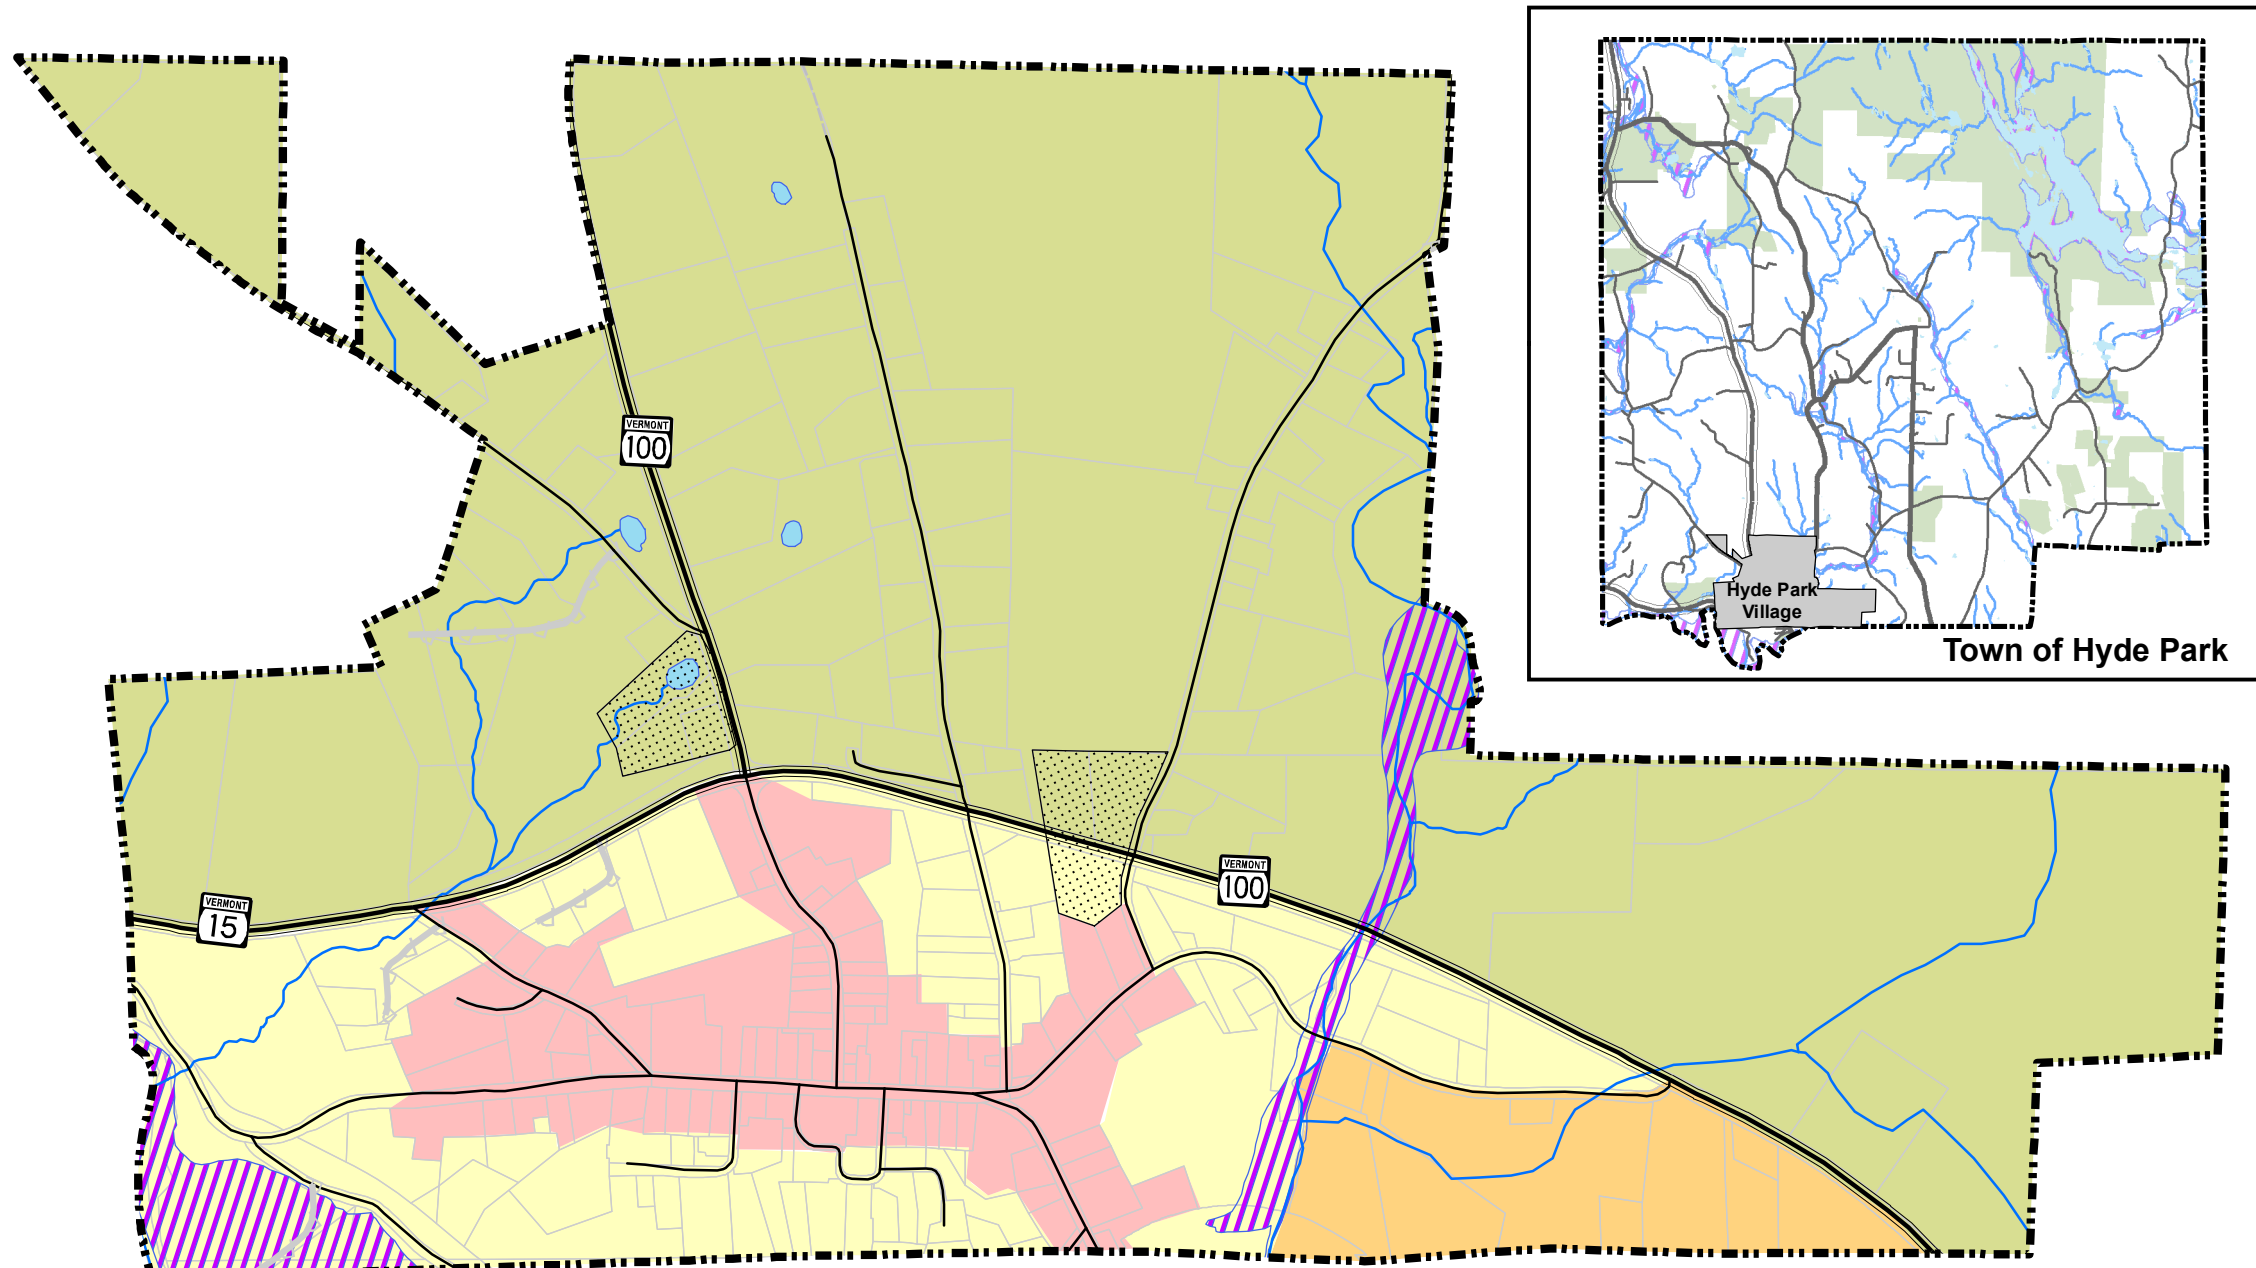 VERMONT
100
VERMONT
15
VERMONT
100
Hyde Park
Village
Town of Hyde Park